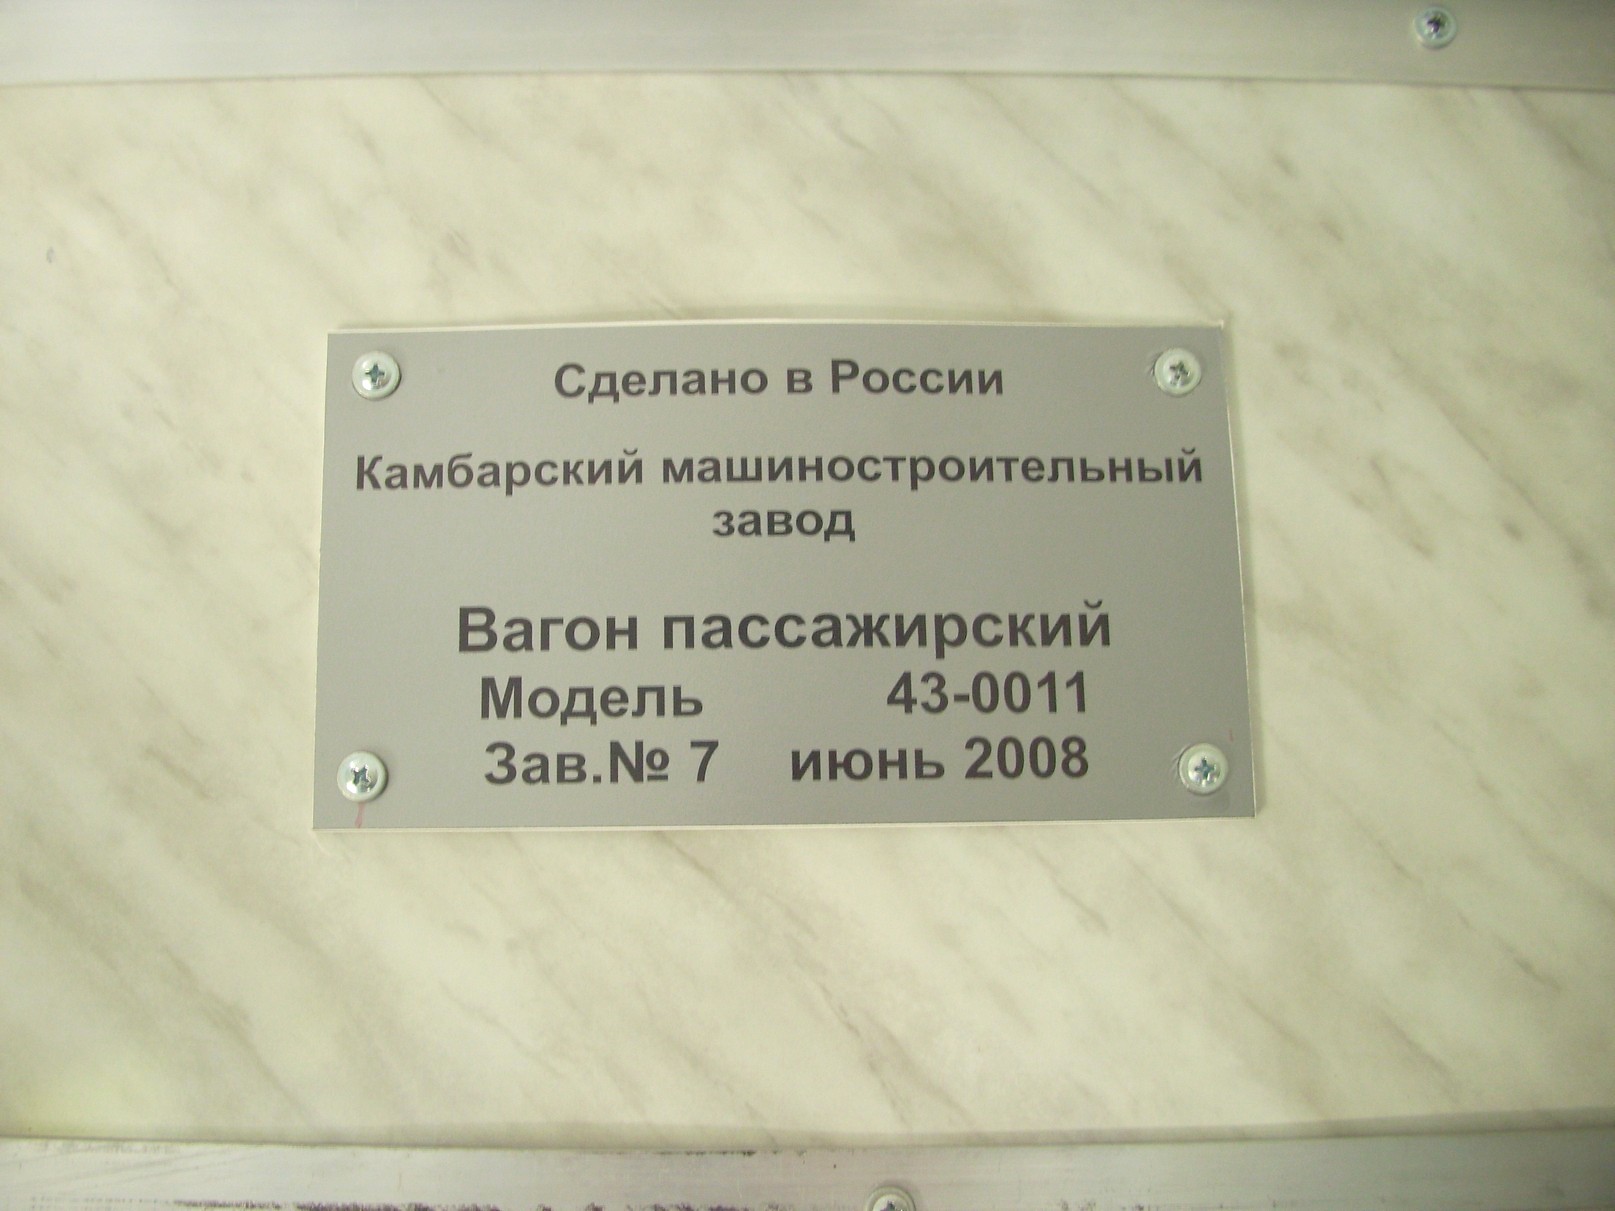 Сделано в России
Камбарский машиностроительный
завод
Вагон пассажирский
Модель 43-0011
Зав.№ 7 июнь 2008